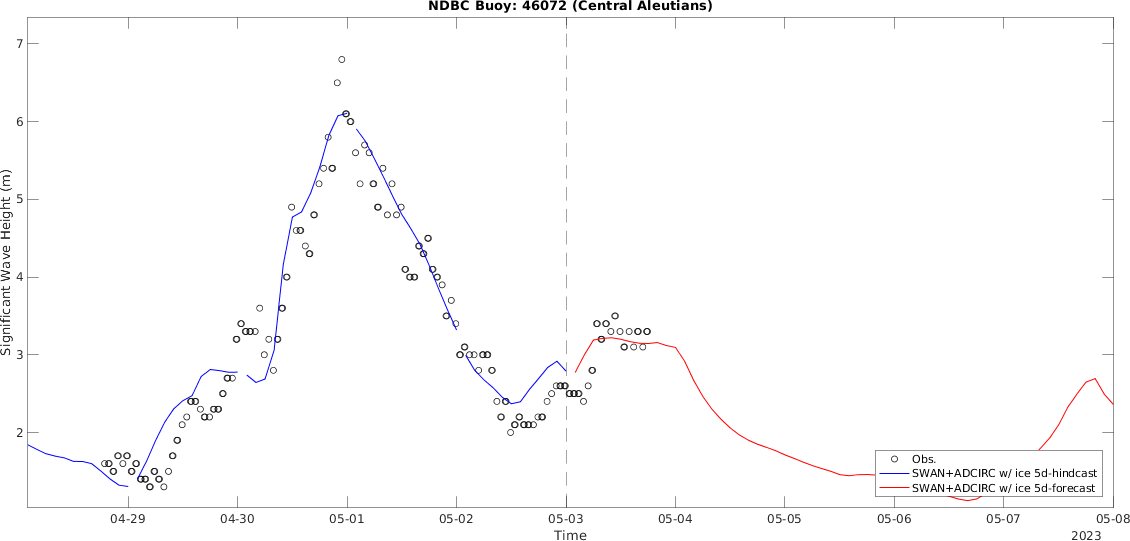 NDBC Buoy: 46072 (Central Aleutians)
7
6
5
4
3
2
Significant Wave Height (m)
Obs.
SWAN+ADCIRC w/ ice 5d-hindcast
SWAN+ADCIRC w/ ice 5d-forecast
04-29 04-30 05-01 05-02 05-03 05-04 05-05 05-06 05-07 05-08
Time
2023